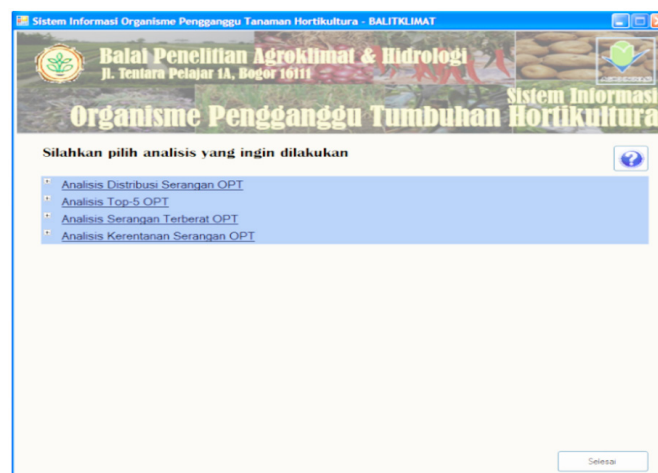 Sistem Informasi Organisme Pengganggu Tanaman Hortikultura - BALITKLIMAT
Balai Penelitian Agroklimat & Hidrologi
Jl. Tentara Pelajar 1A, Bogor 16111
Sistem Informasi
Organisme Pengganggu Tumbuhan Hortikultura
Silahkan pilih analisis yang ingin dilakukan
Analisis Distribusi Serangan OPT
Analisis Top-5 OPT
Analisis Serangan Terberat OPT
Analisis Kerentanan Serangan OPT
Selesai